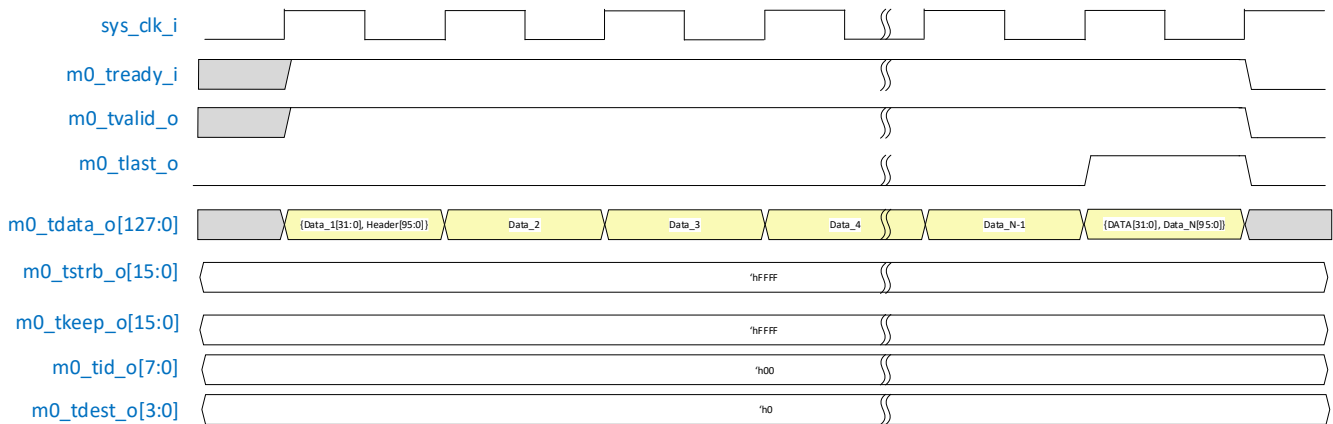 sys_clk_i
m0_tready_i
m0_tvalid_o
m0_tlast_o
m0_tdata_o[127:0] {Data_1[31:0], Header[95:0]} Data_2 Data_3 Data_4 Data_N-1 {DATA[31:0], Data_N[95:0]}
m0_tstrb_o[15:0] 'hFFFF
m0_tkeep_o[15:0] 'hFFFF
m0_tid_o[7:0] 'h00
m0_tdest_o[3:0] 'h0